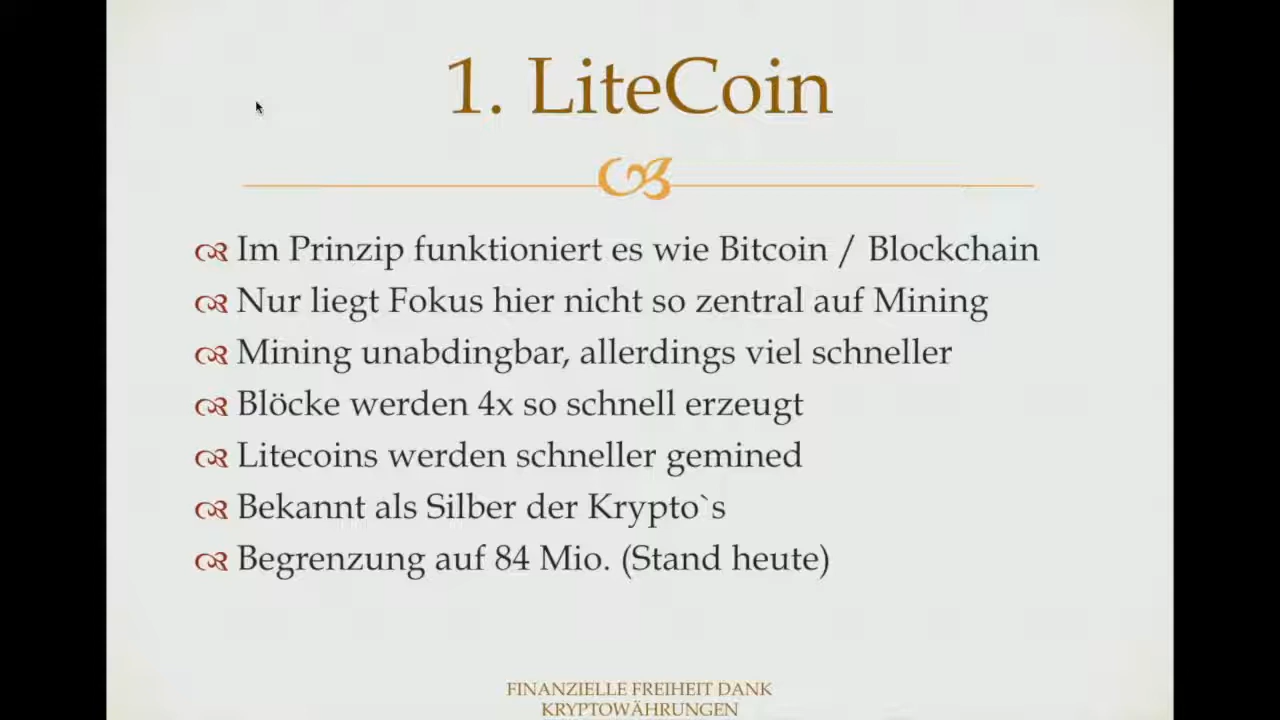 1. LiteCoin
Im Prinzip funktioniert es wie Bitcoin / Blockchain
Nur liegt Fokus hier nicht so zentral auf Mining
Mining unabdingbar, allerdings viel schneller
Blöcke werden 4x so schnell erzeugt
Litecoins werden schneller gemined
Bekannt als Silber der Krypto`s
Begrenzung auf 84 Mio. (Stand heute)
FINANZIELLE FREIHEIT DANK
KRYPTOWÄHRUNGEN